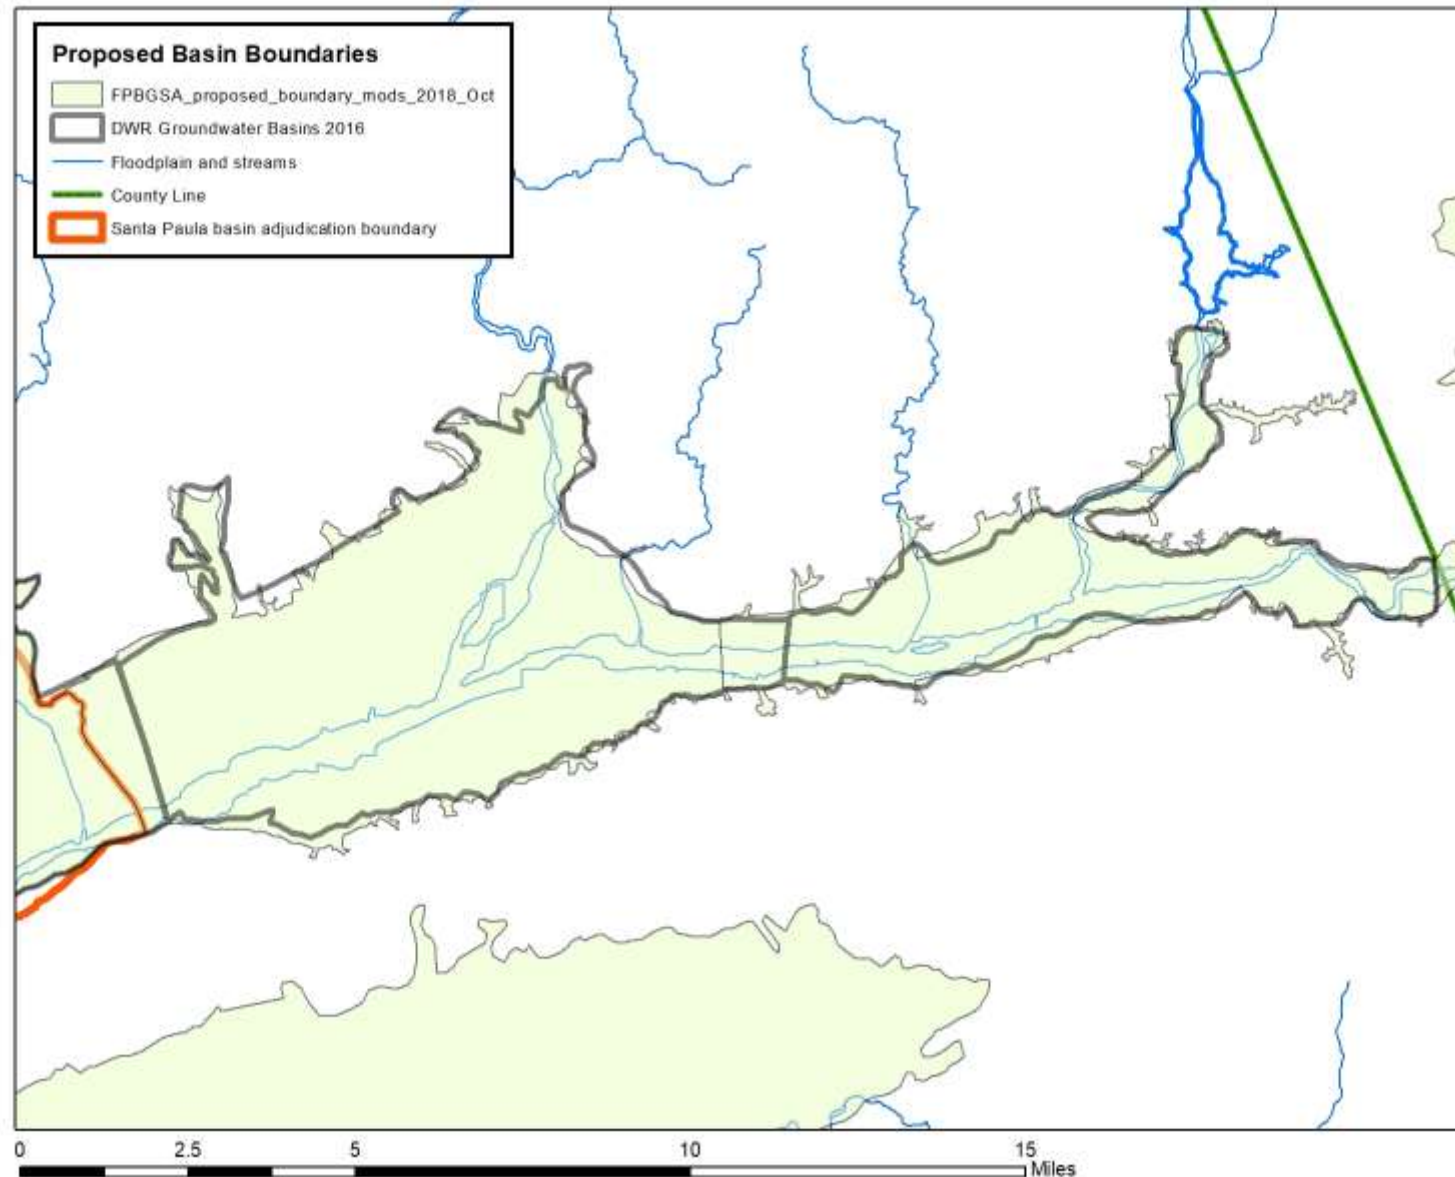 Proposed Basin Boundaries
FPBGSA_proposed_boundary_mods_2018_Oct
DWR Groundwater Basins 2016
Floodplain and streams
County Line
Santa Paula basin adjudication boundary
0 2.5 5 10 15
Miles